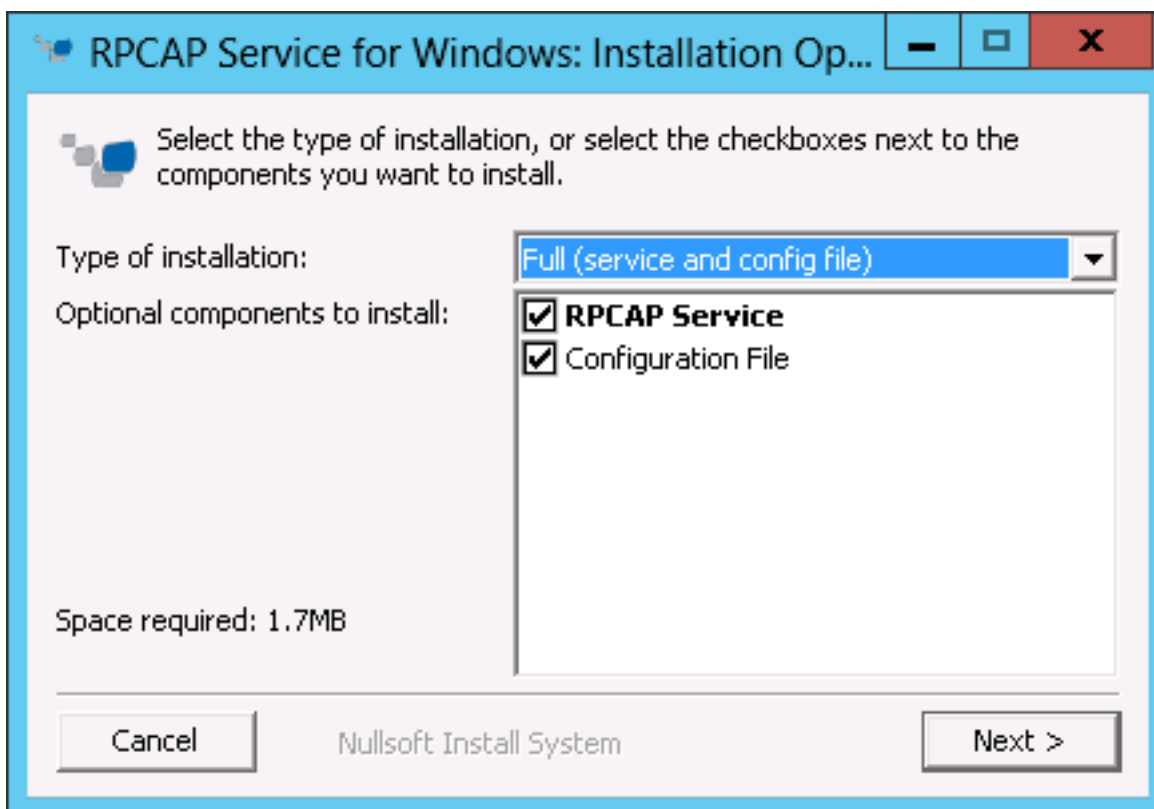 RPCAP Service for Windows: Installation Op...
Select the type of installation, or select the checkboxes next to the
components you want to install.
Type of installation:
Full (service and config file)
Optional components to install:
RPCAP Service
Configuration File
Space required: 1.7MB
Cancel
Nullsoft Install System
Next >